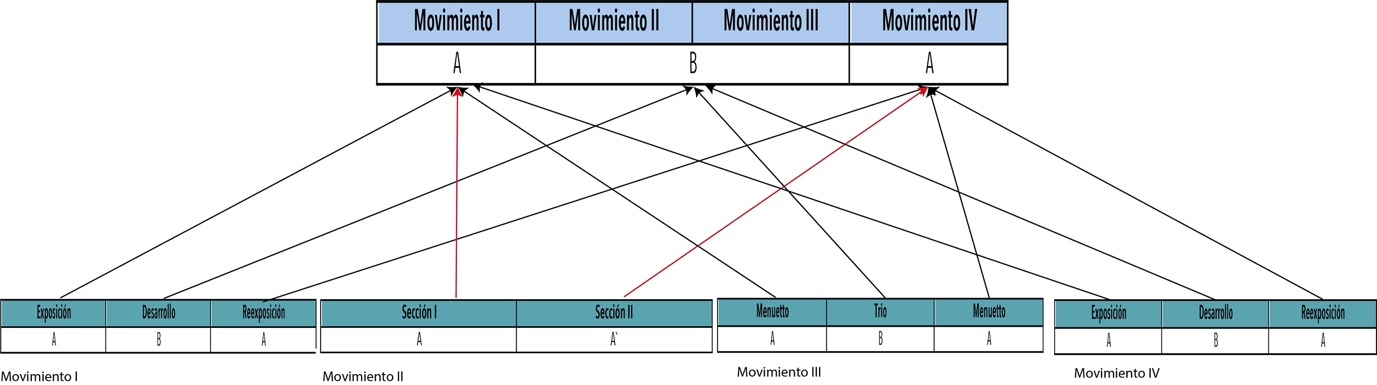 Movimiento I Movimiento II Movimiento III Movimiento IV
A B A
Exposición Desarrollo Reexposición
A B A
Movimiento I
Sección I Sección II
A A`
Movimiento II
Menuetto Trio Menuetto
A B A
Movimiento III
Exposición Desarrollo Reexposición
A B A
Movimiento IV